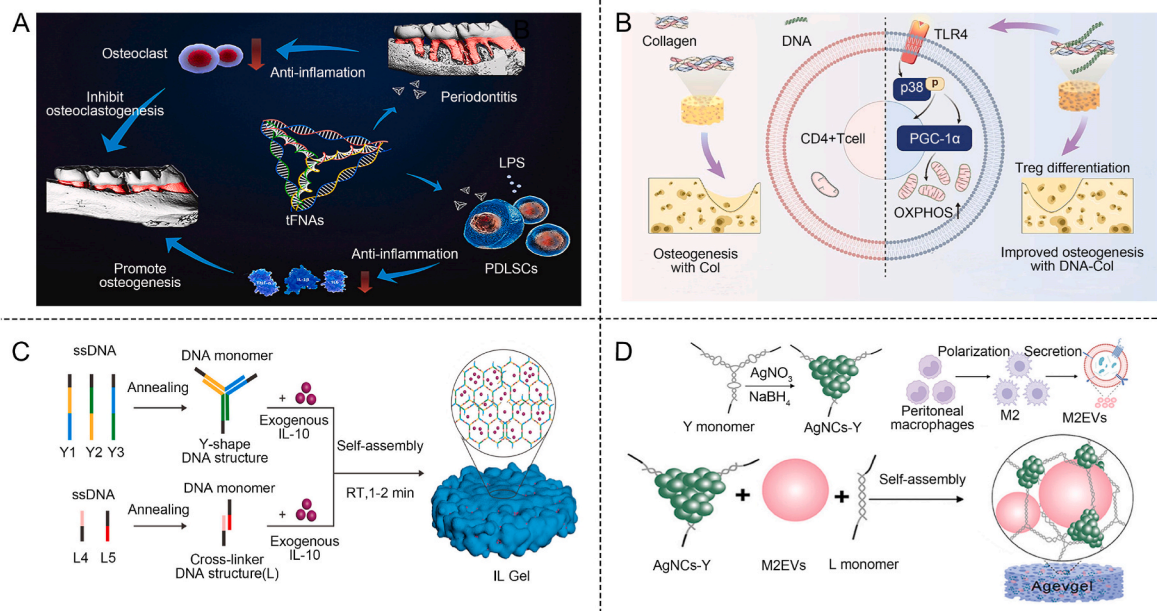 A
B
Osteoclast
Anti-inflamation
Periodontitis
Inhibit
osteoclastogenesis
LPS
tFNAs
Anti-inflammation
PDLSCs
Promote
osteogenesis
TNF-α
IL-1β
IL6
B
Collagen
DNA
TLR4
p38
P
CD4+Tcell
PGC-1α
Treg differentiation
OXPHOS
Osteogenesis
with Col
Improved osteogenesis
with DNA-Col
C
ssDNA
DNA monomer
Annealing
+
Exogenous
IL-10
Y1 Y2 Y3
Y-shape
DNA structure
Self-assembly
RT,1-2 min
ssDNA
DNA monomer
Annealing
+
Exogenous
IL-10
L4 L5
Cross-linker
DNA structure(L)
IL Gel
D
Polarization
Secretion
AgNO3
NaBH4
Y monomer
AgNCs-Y
Peritoneal
macrophages
M2
M2EVs
+
+
Self-assembly
AgNCs-Y
M2EVs
L monomer
Agevgel